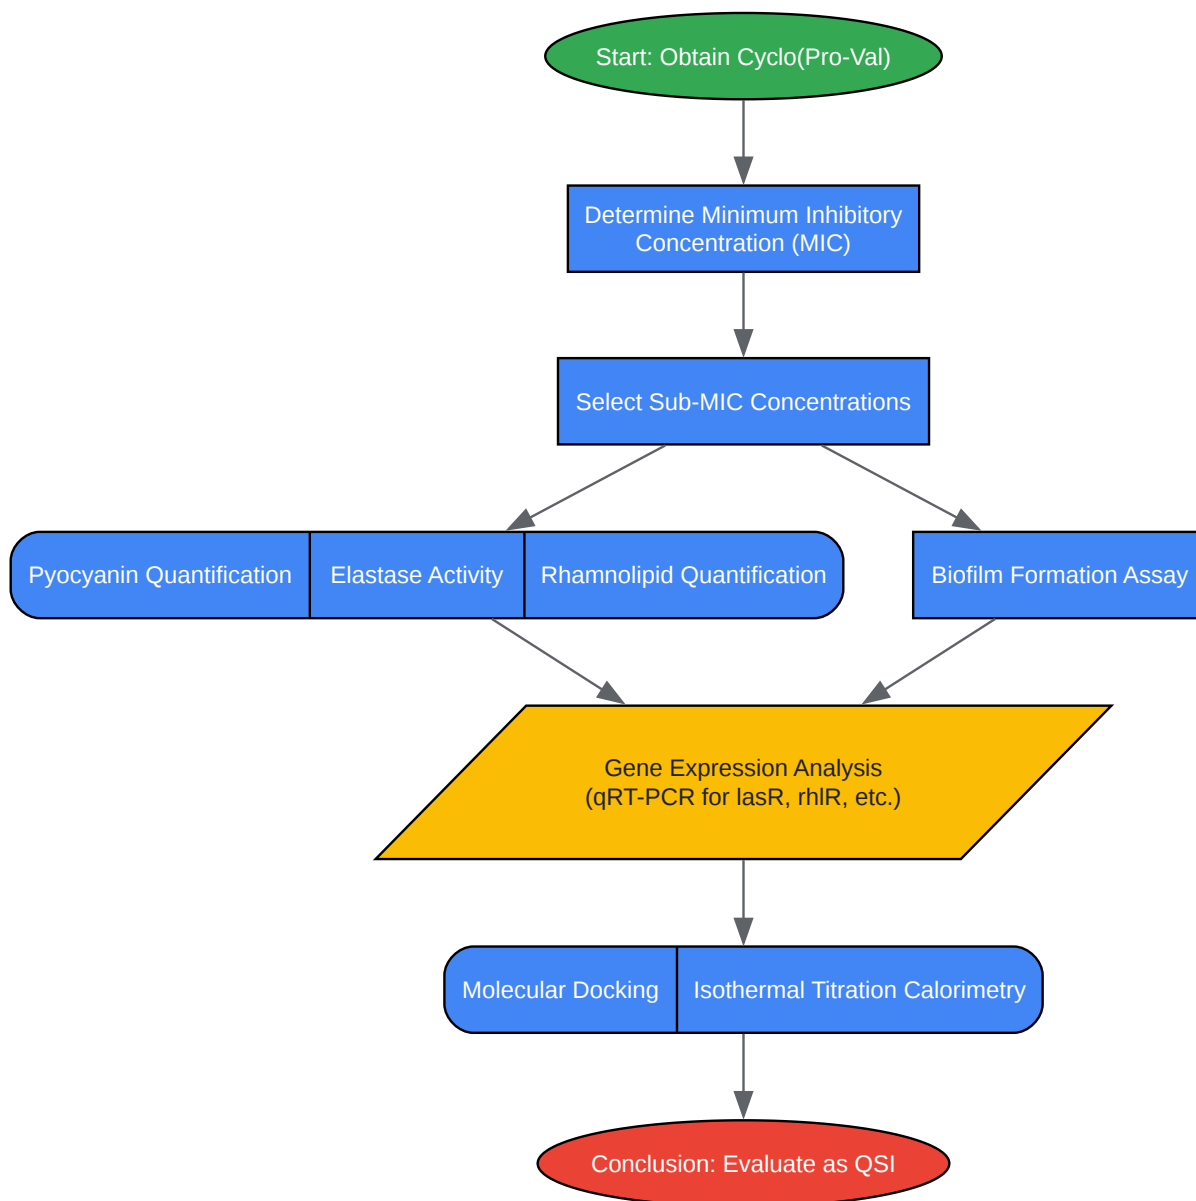 Start: Obtain Cyclo(Pro-Val)
Determine Minimum Inhibitory
Concentration (MIC)
Select Sub-MIC Concentrations
Pyocyanin Quantification
Elastase Activity
Rhamnolipid Quantification
Biofilm Formation Assay
Gene Expression Analysis
(qRT-PCR for lasR, rhlR, etc.)
Molecular Docking
Isothermal Titration Calorimetry
Conclusion: Evaluate as QSI